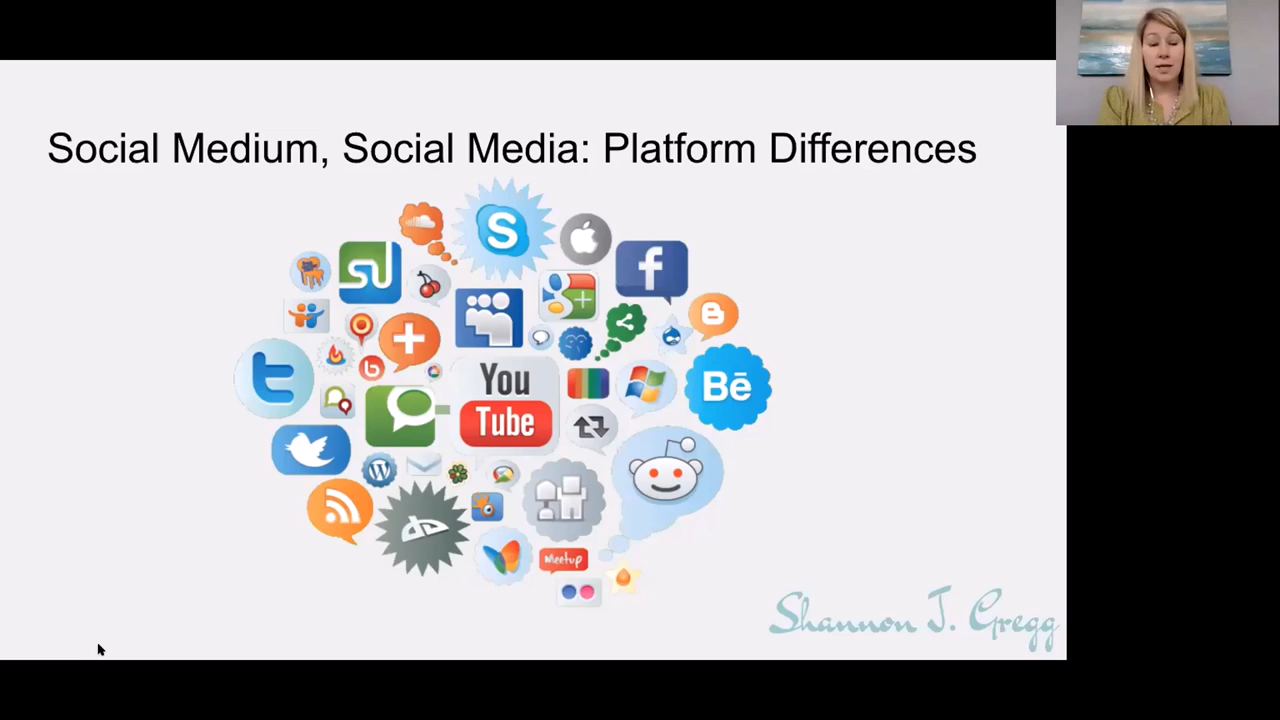 Social Medium, Social Media: Platform Differences
S
f
B
You
Tube
Bē
Meetup
Shannon J. Gregg